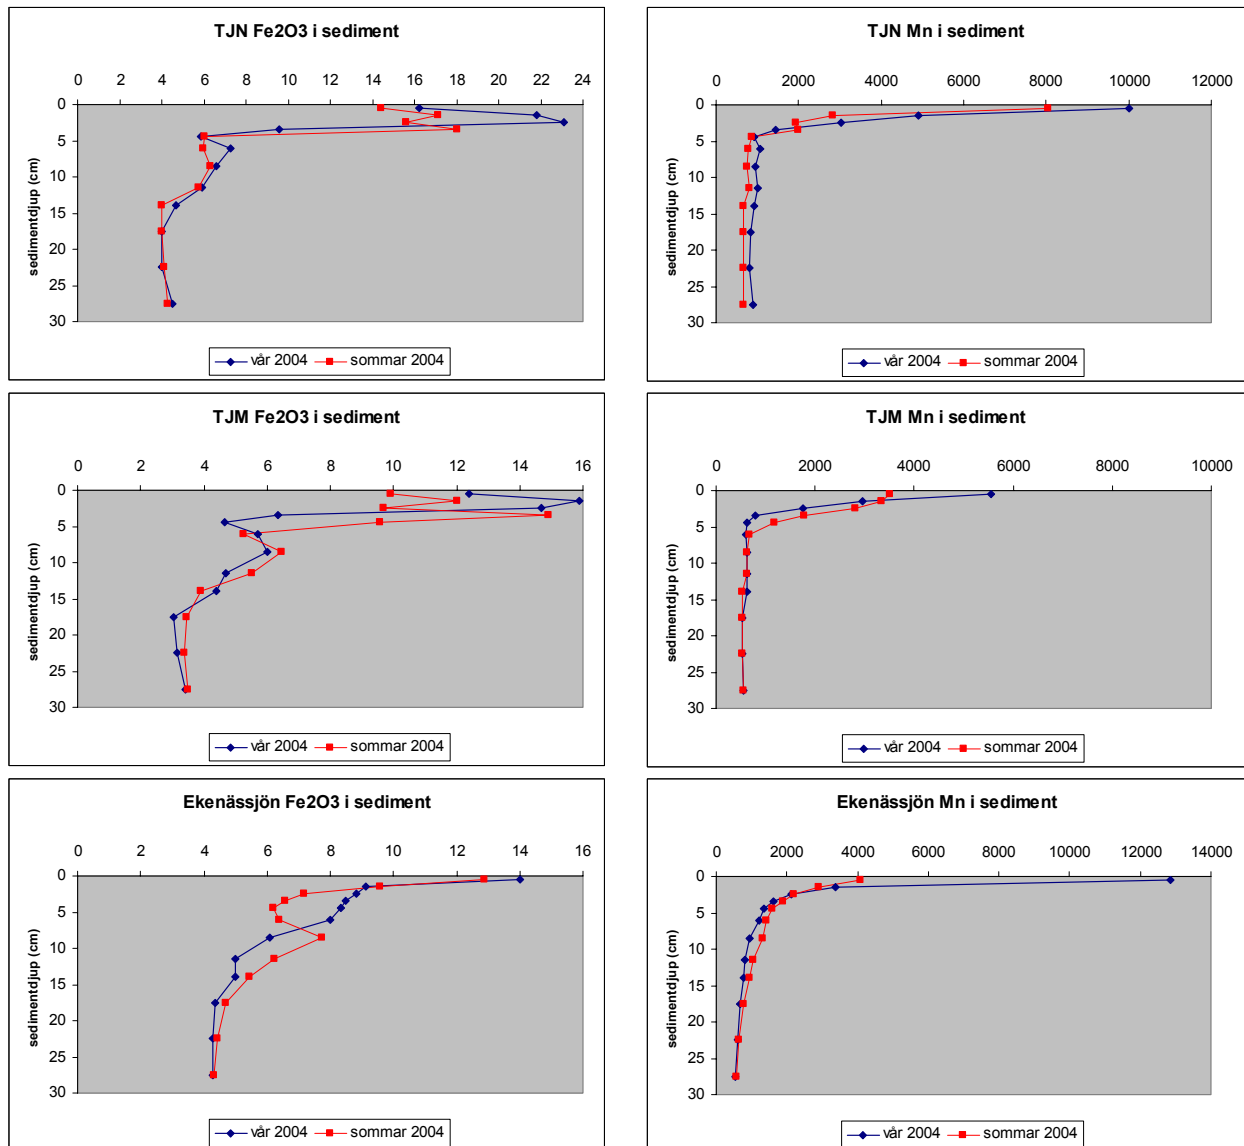 TJN Fe2O3 i sediment
0 2 4 6 8 10 12 14 16 18 20 22 24
0
5
10
15
20
25
30
sedimentdjup (cm)
vår 2004 sommar 2004
TJN Mn i sediment
0 2000 4000 6000 8000 10000 12000
0
5
10
15
20
25
30
sedimentdjup (cm)
vår 2004 sommar 2004
TJM Fe2O3 i sediment
0 2 4 6 8 10 12 14 16
0
5
10
15
20
25
30
sedimentdjup (cm)
vår 2004 sommar 2004
TJM Mn i sediment
0 2000 4000 6000 8000 10000
0
5
10
15
20
25
30
sedimentdjup (cm)
vår 2004 sommar 2004
Ekenässjön Fe2O3 i sediment
0 2 4 6 8 10 12 14 16
0
5
10
15
20
25
30
sedimentdjup (cm)
vår 2004 sommar 2004
Ekenässjön Mn i sediment
0 2000 4000 6000 8000 10000 12000 14000
0
5
10
15
20
25
30
sedimentdjup (cm)
vår 2004 sommar 2004